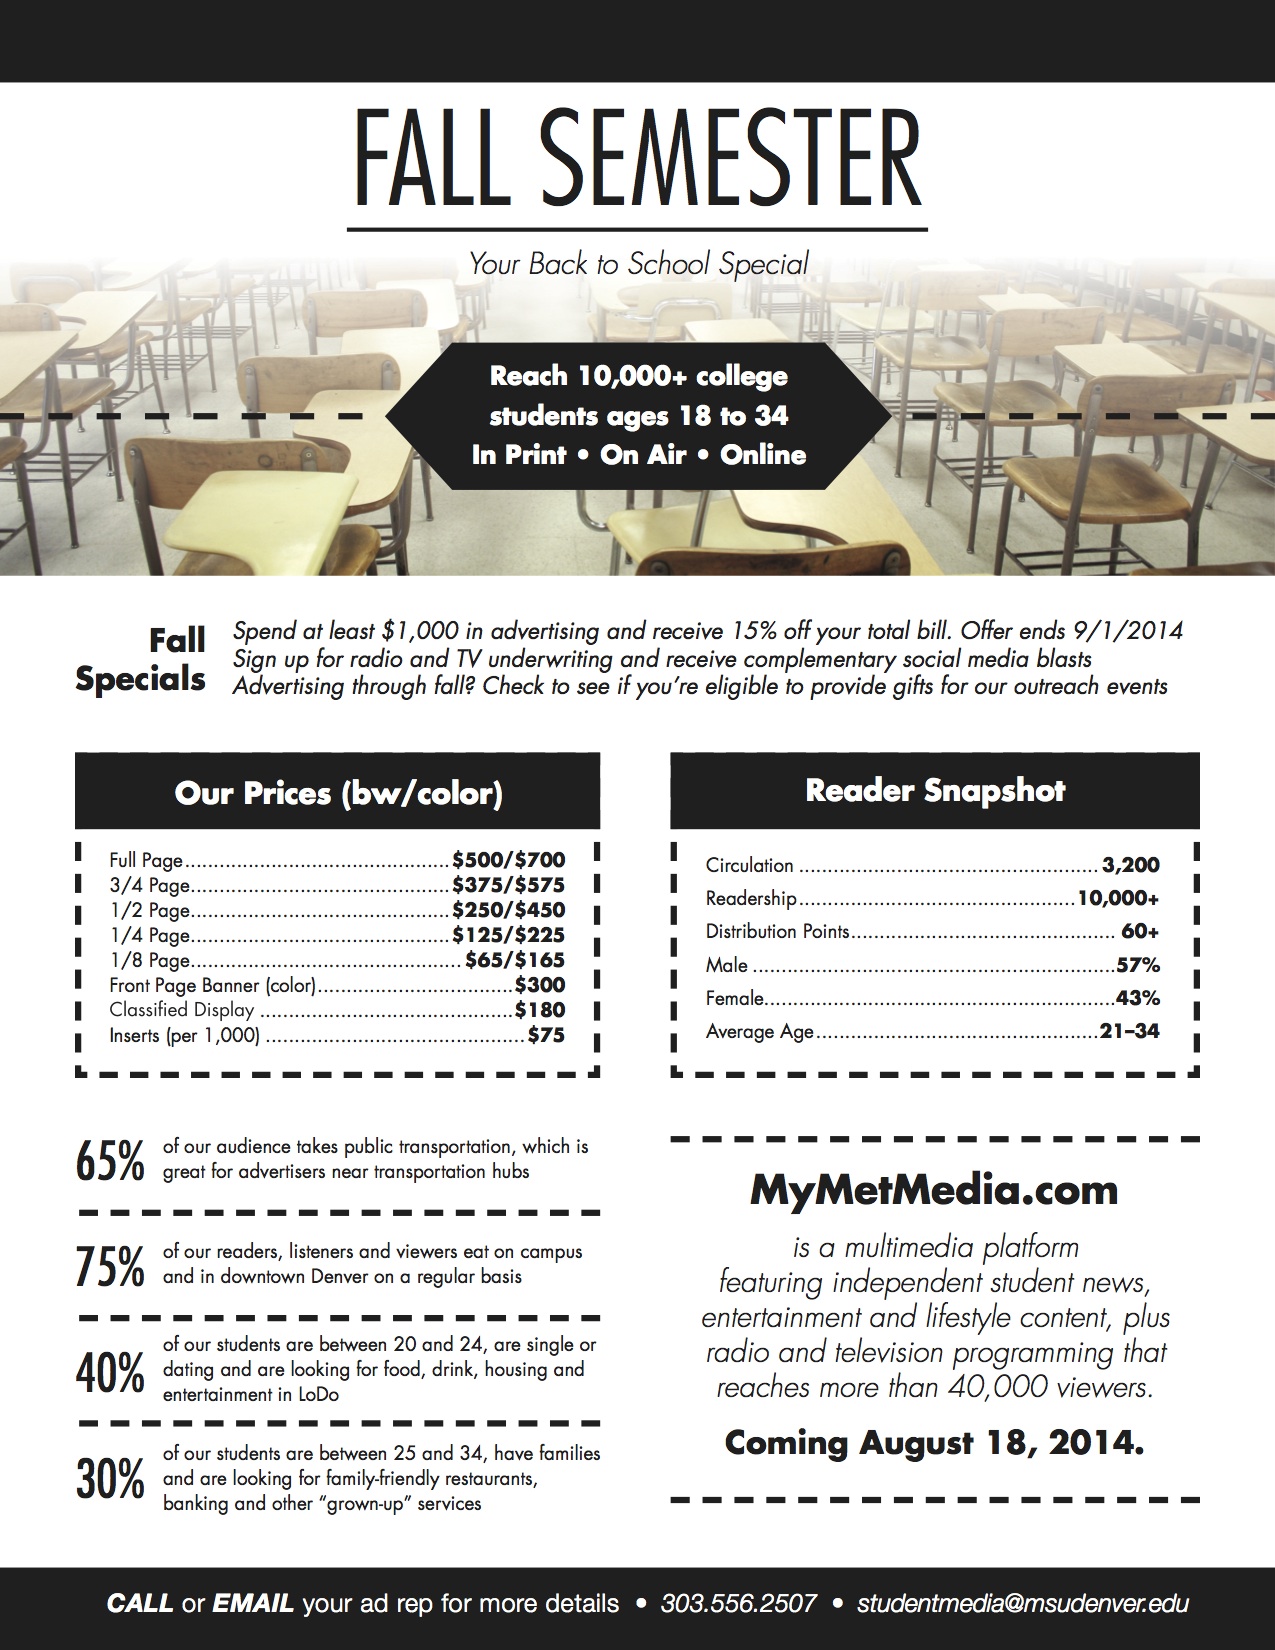 FALL SEMESTER
Your Back to School Special
Reach 10,000+ college
students ages 18 to 34
In Print • On Air • Online
Fall
Specials
Spend at least $1,000 in advertising and receive 15% off your total bill. Offer ends 9/1/2014
Sign up for radio and TV underwriting and receive complementary social media blasts
Advertising through fall? Check to see if you’re eligible to provide gifts for our outreach events
Our Prices (bw/color)
Full Page.............................................$500/$700
3/4 Page.............................................$375/$575
1/2 Page.............................................$250/$450
1/4 Page.............................................$125/$225
1/8 Page...............................................$65/$165
Front Page Banner (color)..................................$300
Classified Display ............................................$180
Inserts (per 1,000) .............................................$75
Reader Snapshot
Circulation ....................................................3,200
Readership................................................10,000+
Distribution Points..............................................60+
Male ...............................................................57%
Female.............................................................43%
Average Age.................................................21–34
65%
of our audience takes public transportation, which is
great for advertisers near transportation hubs
75%
of our readers, listeners and viewers eat on campus
and in downtown Denver on a regular basis
40%
of our students are between 20 and 24, are single or
dating and are looking for food, drink, housing and
entertainment in LoDo
30%
of our students are between 25 and 34, have families
and are looking for family-friendly restaurants,
banking and other “grown-up” services
MyMetMedia.com
is a multimedia platform
featuring independent student news,
entertainment and lifestyle content, plus
radio and television programming that
reaches more than 40,000 viewers.
Coming August 18, 2014.
CALL or EMAIL your ad rep for more details • 303.556.2507 • studentmedia@msudenver.edu